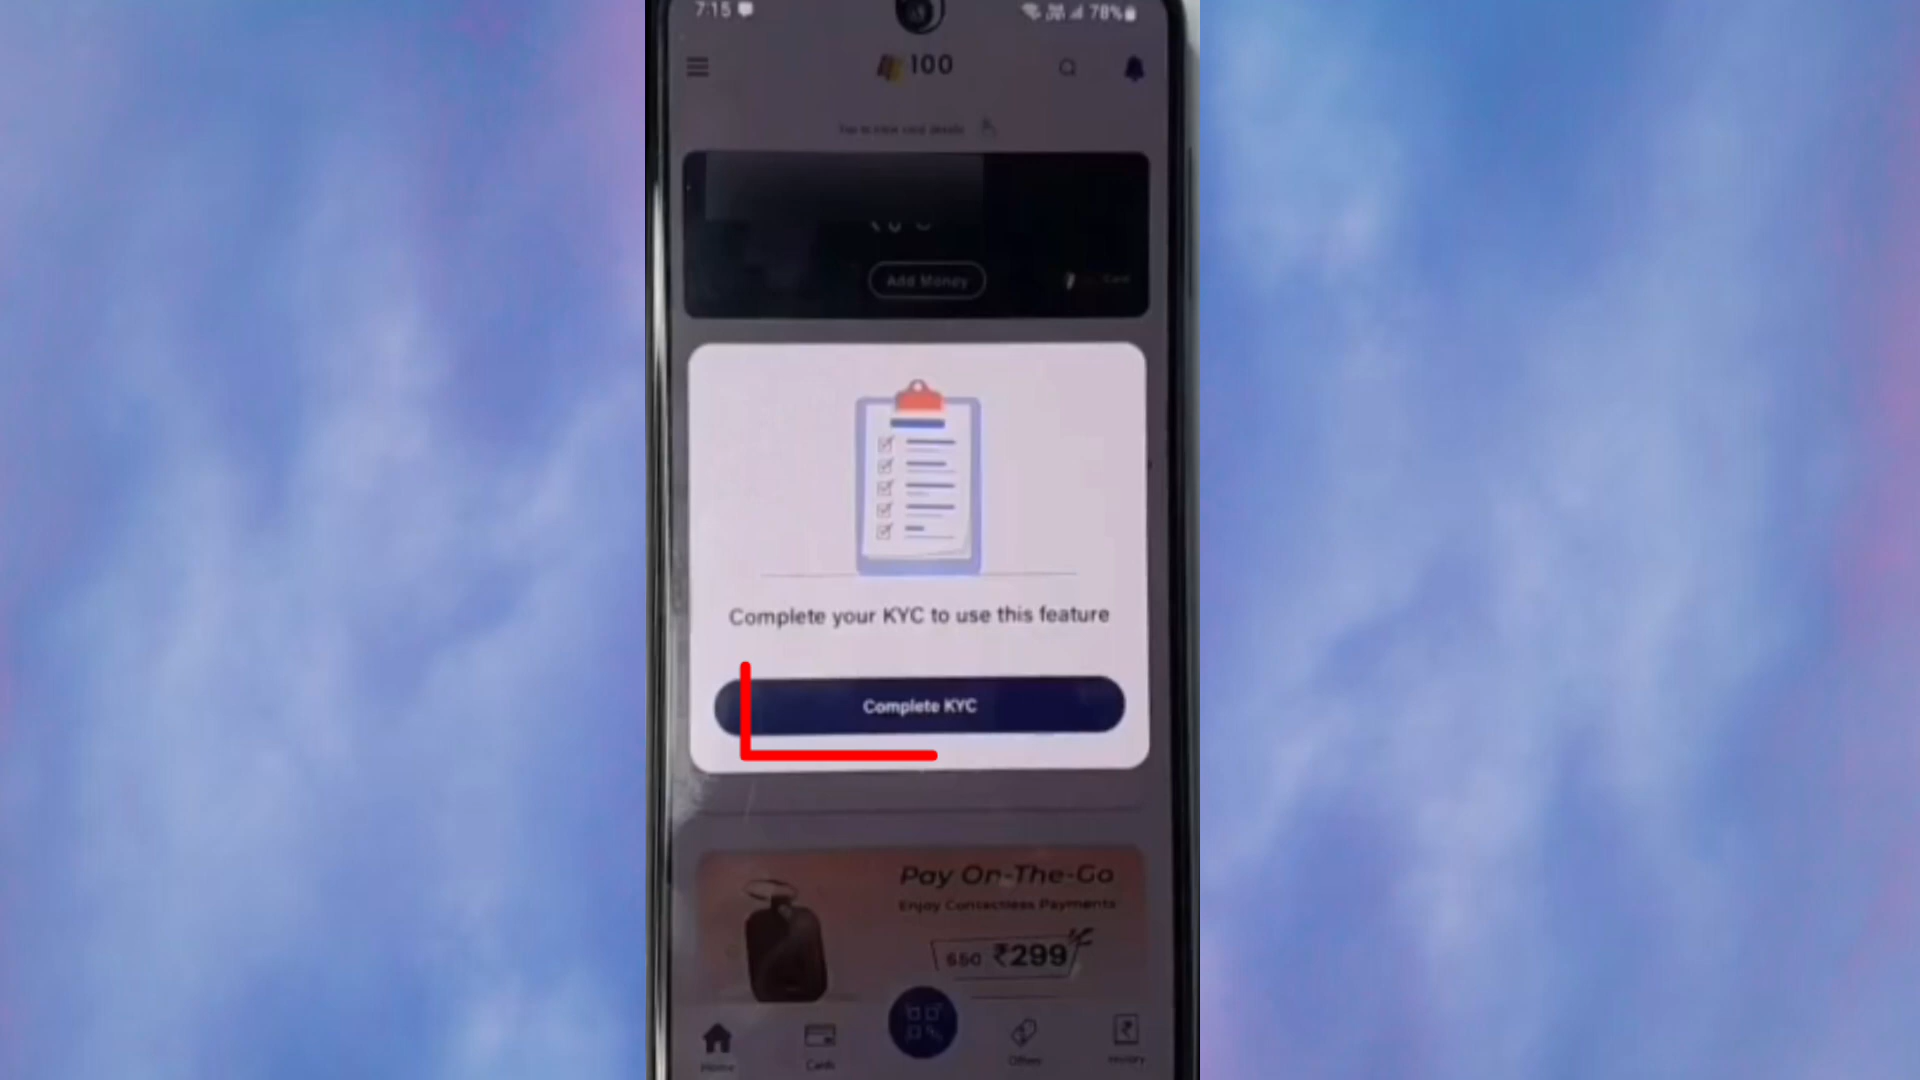 7:15
78%
100
Add Money
Complete your KYC to use this feature
Complete KYC
Pay On-The-Go
Enjoy Contactless Payments
650 ₹299
Home
Cards
Offers
History